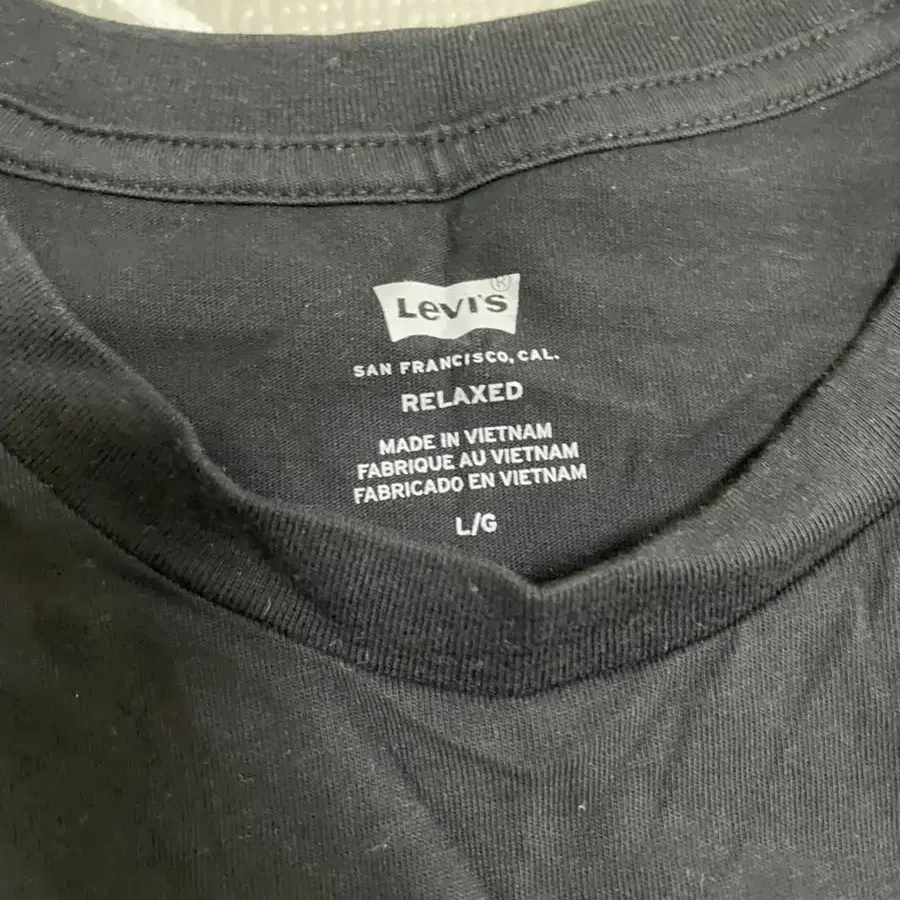 Levi's®
SAN FRANCISCO, CAL.
RELAXED
MADE IN VIETNAM
FABRIQUE AU VIETNAM
FABRICADO EN VIETNAM
L/G